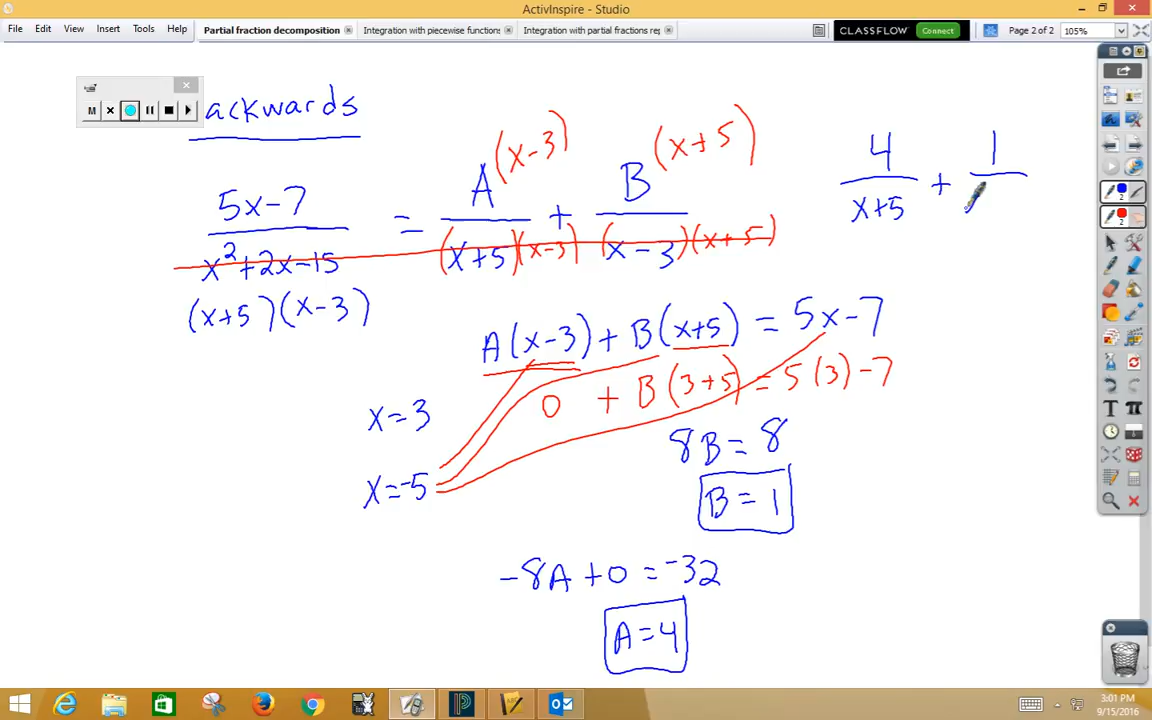 ActivInspire - Studio
File Edit View Insert Tools Help
Partial fraction decomposition × Integration with piecewise functions × Integration with partial fractions rep ×
CLASSFLOW Connect Page 2 of 2 105%
M
ackwards
5x-7 / x²+2x-15 = A(x-3) / (x+5)(x-3) + B(x+5) / (x-3)(x+5)
4 / x+5 + 1
(x+5)(x-3)
A(x-3) + B(x+5) = 5x-7
0 + B(3+5) = 5(3)-7
x=3
8B = 8
x=-5
B = 1
-8A + 0 = -32
A = 4
3:01 PM
9/15/2016